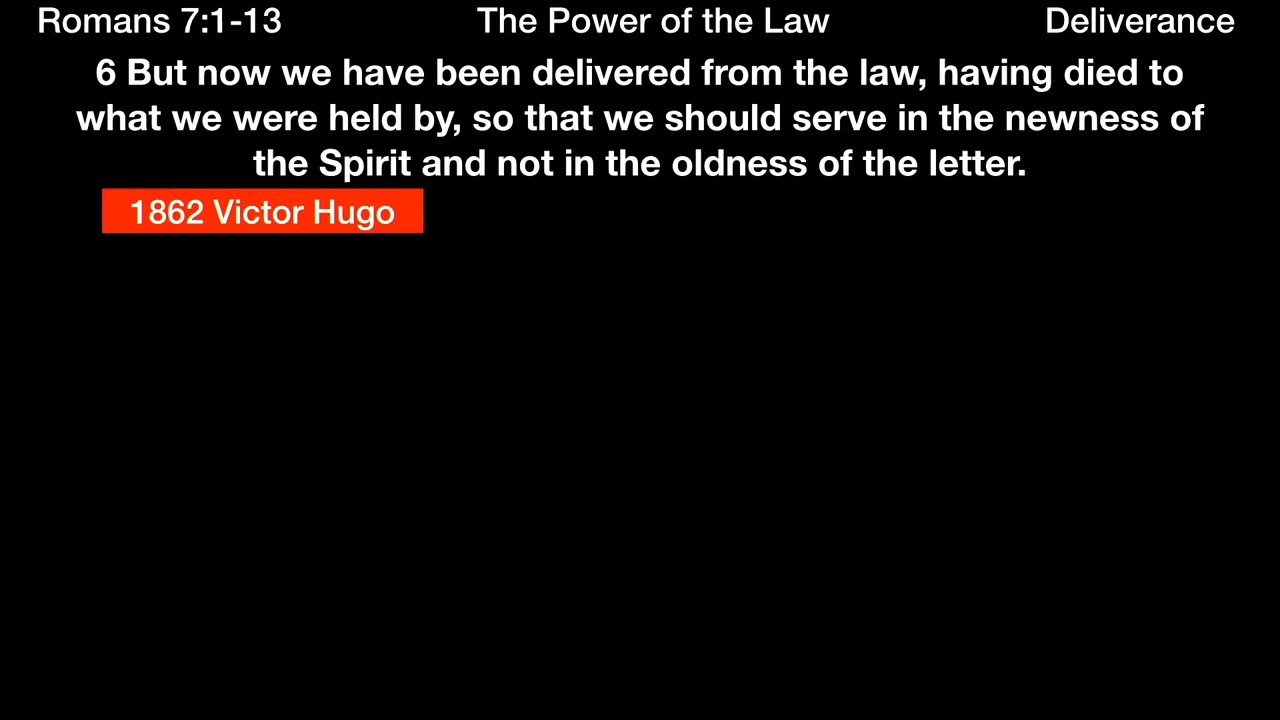 Romans 7:1-13 The Power of the Law Deliverance
6 But now we have been delivered from the law, having died to
what we were held by, so that we should serve in the newness of
the Spirit and not in the oldness of the letter.
1862 Victor Hugo